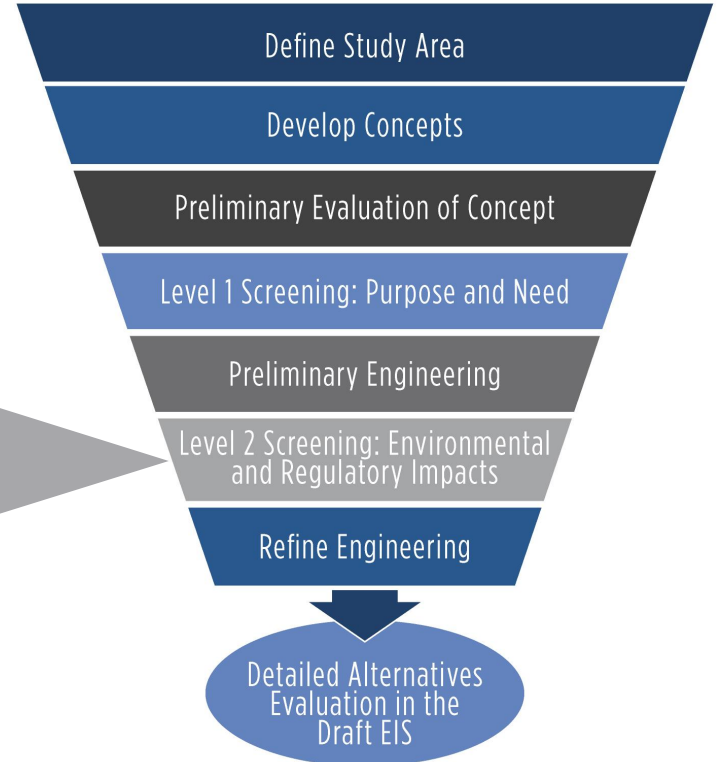 Define Study Area
Develop Concepts
Preliminary Evaluation of Concept
Level 1 Screening: Purpose and Need
Preliminary Engineering
Level 2 Screening: Environmental
and Regulatory Impacts
Refine Engineering
Detailed Alternatives
Evaluation in the
Draft EIS